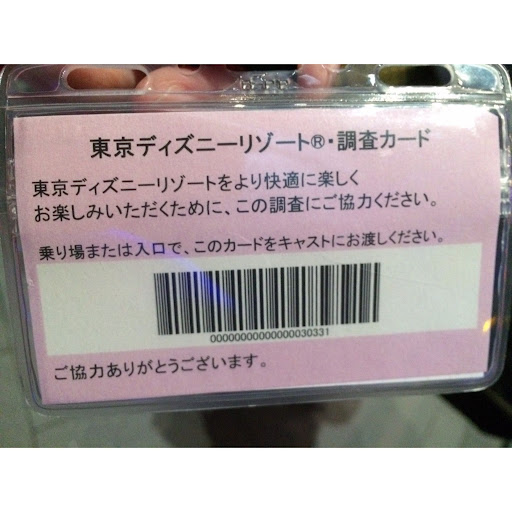 東京ディズニーリゾート®・調査カード
東京ディズニーリゾートをより快適に楽しく
お楽しみいただくために、この調査にご協力ください。
乗り場または入口で、このカードをキャストにお渡しください。
00000000000000030331
ご協力ありがとうございます。